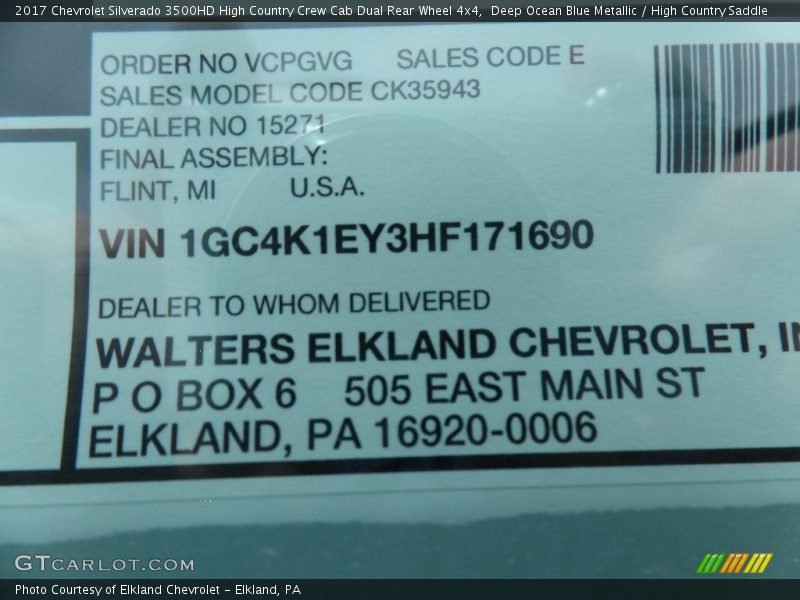 2017 Chevrolet Silverado 3500HD High Country Crew Cab Dual Rear Wheel 4x4,  Deep Ocean Blue Metallic / High Country Saddle
ORDER NO VCPGVG SALES CODE E
SALES MODEL CODE CK35943
DEALER NO 15271
FINAL ASSEMBLY:
FLINT, MI U.S.A.
VIN 1GC4K1EY3HF171690
DEALER TO WHOM DELIVERED
WALTERS ELKLAND CHEVROLET,
P O BOX 6 505 EAST MAIN ST
ELKLAND, PA 16920-0006
GTCARLOT.COM
Photo Courtesy of Elkland Chevrolet - Elkland, PA